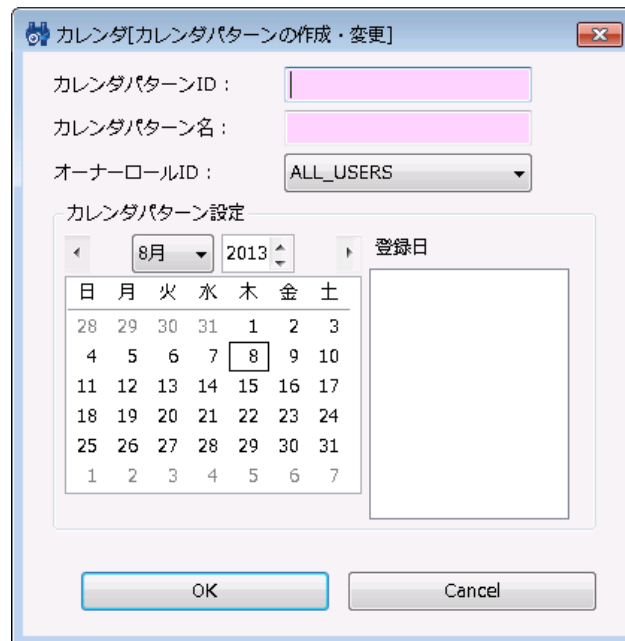 カレンダ[カレンダパターンの作成・変更]
カレンダパターンID：
カレンダパターン名：
オーナーロールID： ALL_USERS
カレンダパターン設定
8月 2013 登録日
日 月 火 水 木 金 土
28 29 30 31 1 2 3
4 5 6 7 8 9 10
11 12 13 14 15 16 17
18 19 20 21 22 23 24
25 26 27 28 29 30 31
1 2 3 4 5 6 7
OK Cancel